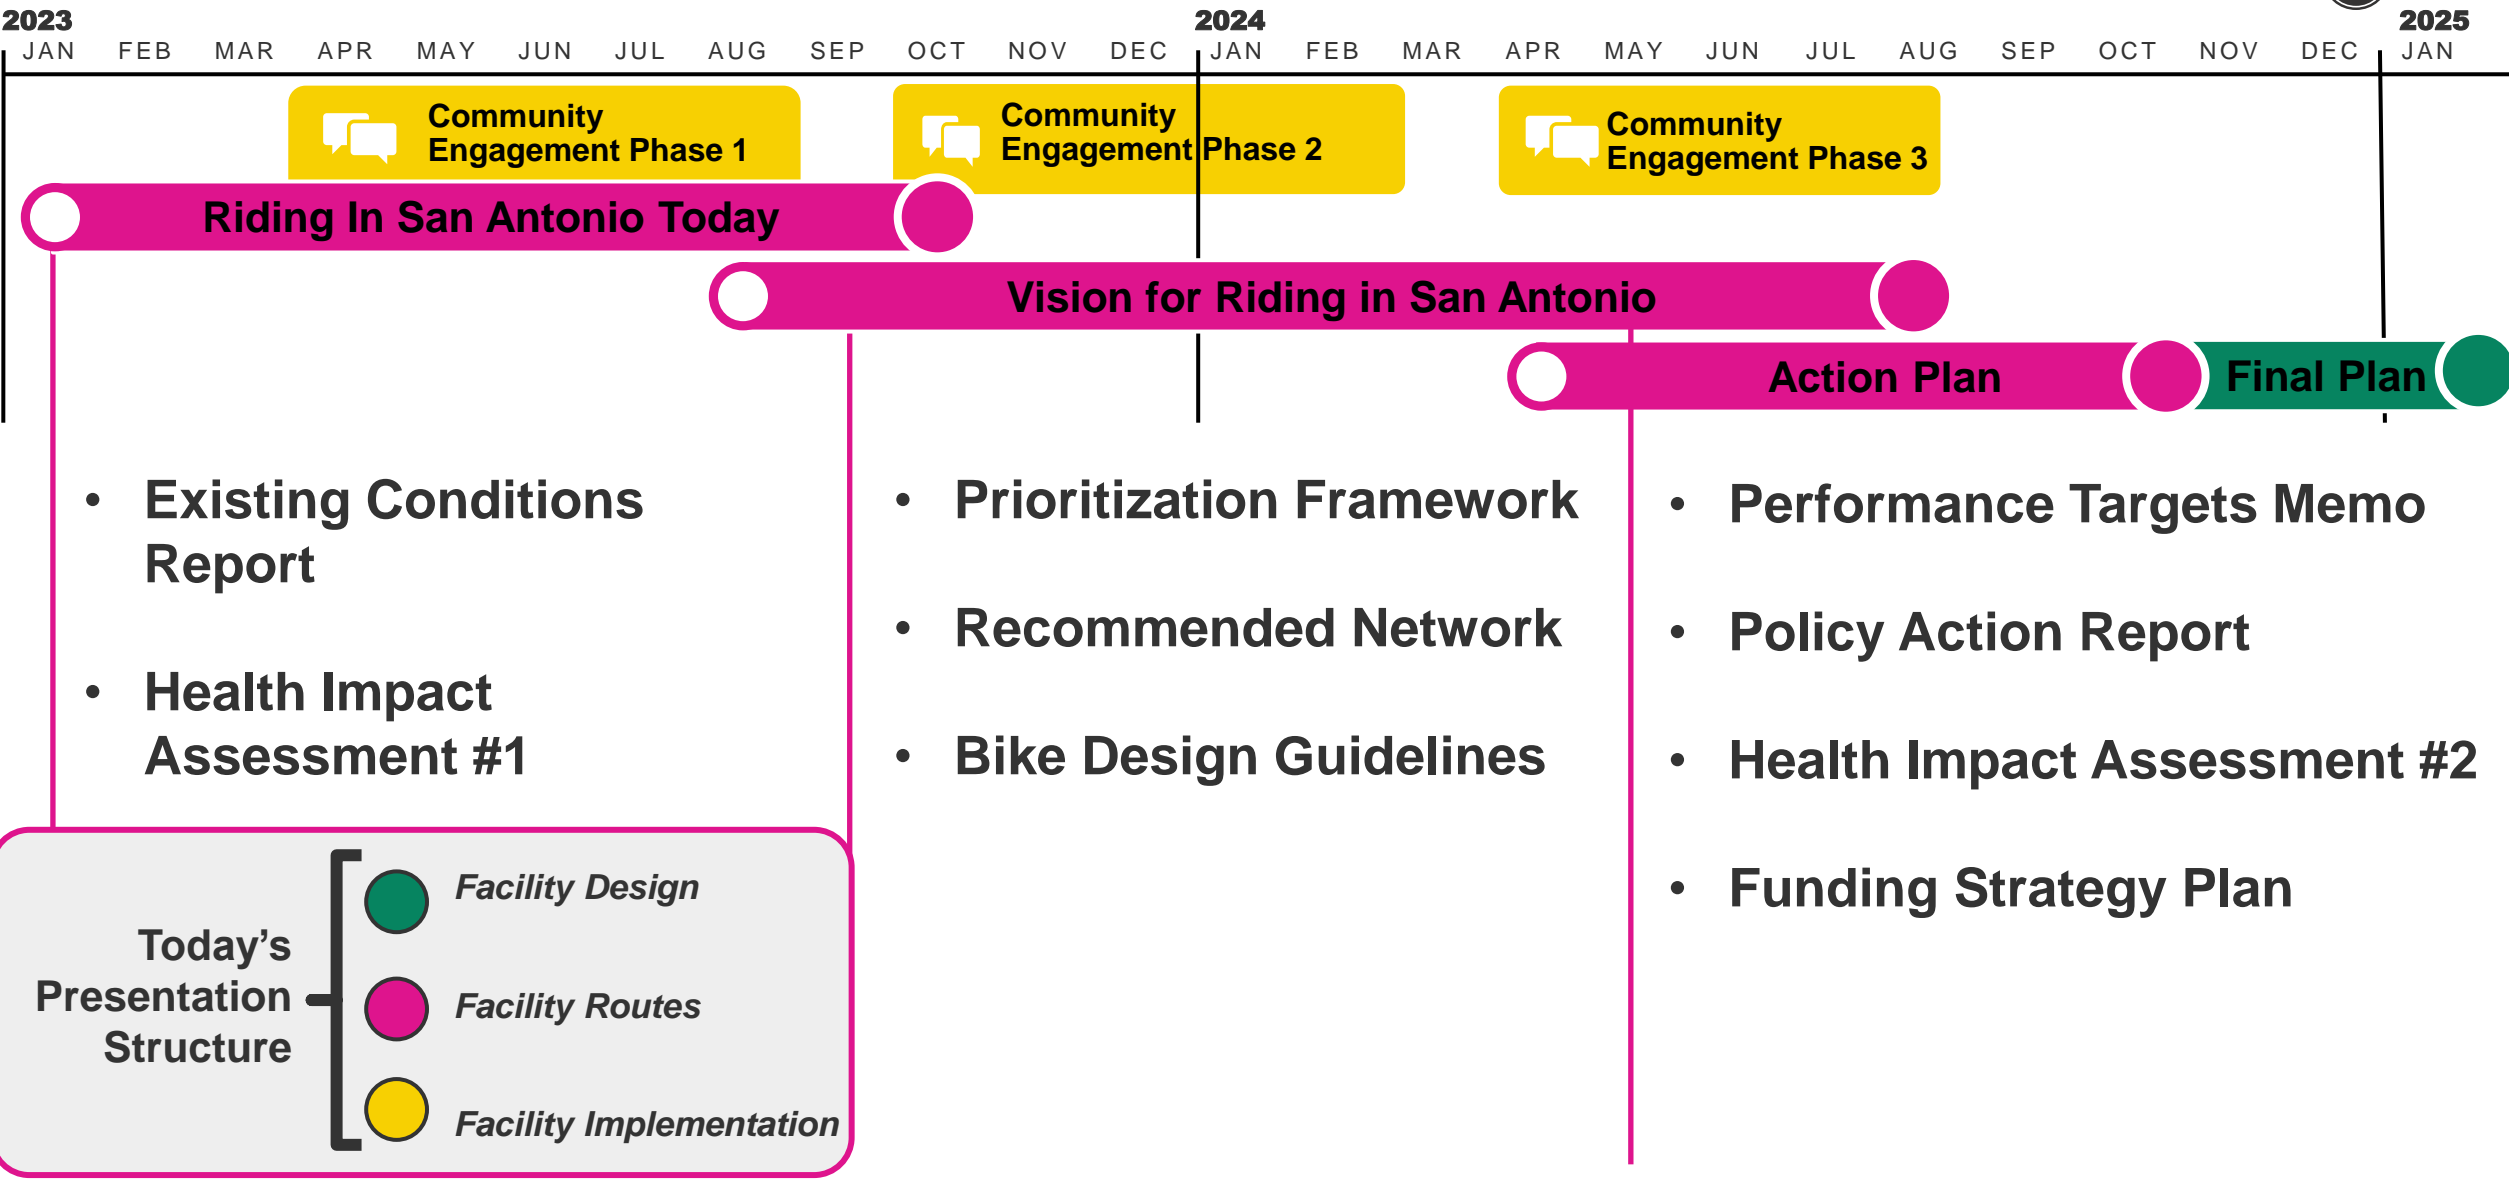 2023 2024 2025
JAN FEB MAR APR MAY JUN JUL AUG SEP OCT NOV DEC JAN FEB MAR APR MAY JUN JUL AUG SEP OCT NOV DEC JAN
Community
Engagement Phase 1
Community
Engagement Phase 2
Community
Engagement Phase 3
Riding In San Antonio Today
Vision for Riding in San Antonio
Action Plan
Final Plan
• Existing Conditions
Report
• Health Impact
Assessment #1
• Prioritization Framework
• Recommended Network
• Bike Design Guidelines
• Performance Targets Memo
• Policy Action Report
• Health Impact Assessment #2
• Funding Strategy Plan
Today’s
Presentation
Structure
Facility Design
Facility Routes
Facility Implementation